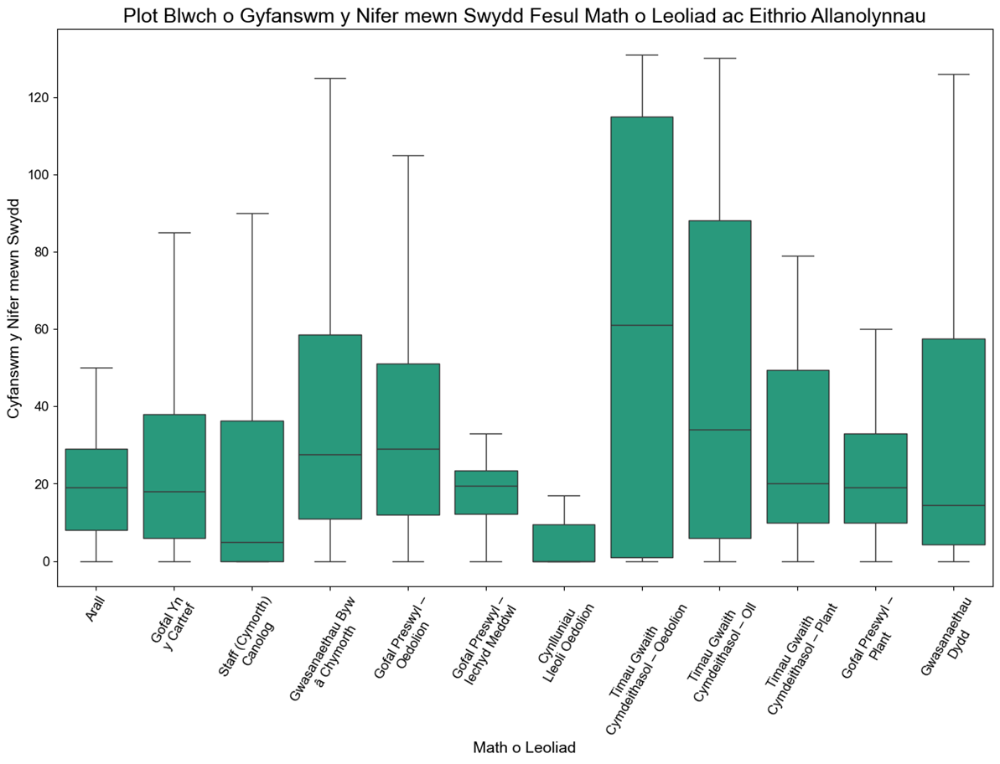 Plot Blwch o Gyfanswm y Nifer mewn Swydd Fesul Math o Leoliad ac Eithrio Allanolynnau
Cyfanswm y Nifer mewn Swydd
120
100
80
60
40
20
0
Arall
Gofal Yn
y Cartref
Staff (Cymorth)
Canolog
Gwasanaethau Byw
â Chymorth
Gofal Preswyl –
Oedolion
Gofal Preswyl –
Iechyd Meddwl
Cynlluniau
Lleoli Oedolion
Timau Gwaith
Cymdeithasol – Oedolion
Timau Gwaith
Cymdeithasol – Oll
Timau Gwaith
Cymdeithasol – Plant
Gofal Preswyl –
Plant
Gwasanaethau
Dydd
Math o Leoliad